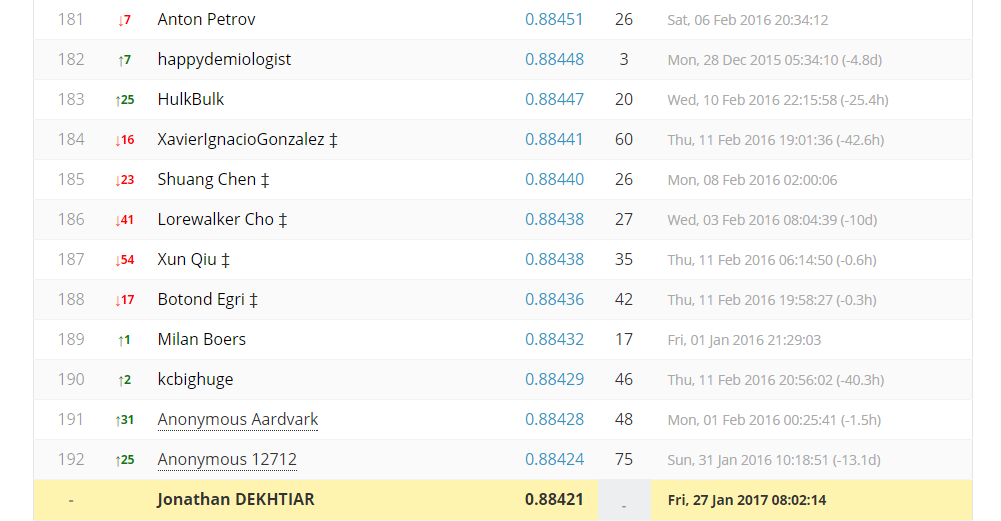 181 ↓7 Anton Petrov 0.88451 26 Sat, 06 Feb 2016 20:34:12
182 ↑7 happydemiologist 0.88448 3 Mon, 28 Dec 2015 05:34:10 (-4.8d)
183 ↑25 HulkBulk 0.88447 20 Wed, 10 Feb 2016 22:15:58 (-25.4h)
184 ↓16 XavierIgnacioGonzalez ‡ 0.88441 60 Thu, 11 Feb 2016 19:01:36 (-42.6h)
185 ↓23 Shuang Chen ‡ 0.88440 26 Mon, 08 Feb 2016 02:00:06
186 ↓41 Lorewalker Cho ‡ 0.88438 27 Wed, 03 Feb 2016 08:04:39 (-10d)
187 ↓54 Xun Qiu ‡ 0.88438 35 Thu, 11 Feb 2016 06:14:50 (-0.6h)
188 ↓17 Botond Egri ‡ 0.88436 42 Thu, 11 Feb 2016 19:58:27 (-0.3h)
189 ↑1 Milan Boers 0.88432 17 Fri, 01 Jan 2016 21:29:03
190 ↑2 kcbighuge 0.88429 46 Thu, 11 Feb 2016 20:56:02 (-40.3h)
191 ↑31 Anonymous Aardvark 0.88428 48 Mon, 01 Feb 2016 00:25:41 (-1.5h)
192 ↑25 Anonymous 12712 0.88424 75 Sun, 31 Jan 2016 10:18:51 (-13.1d)
- Jonathan DEKHTIAR 0.88421 - Fri, 27 Jan 2017 08:02:14